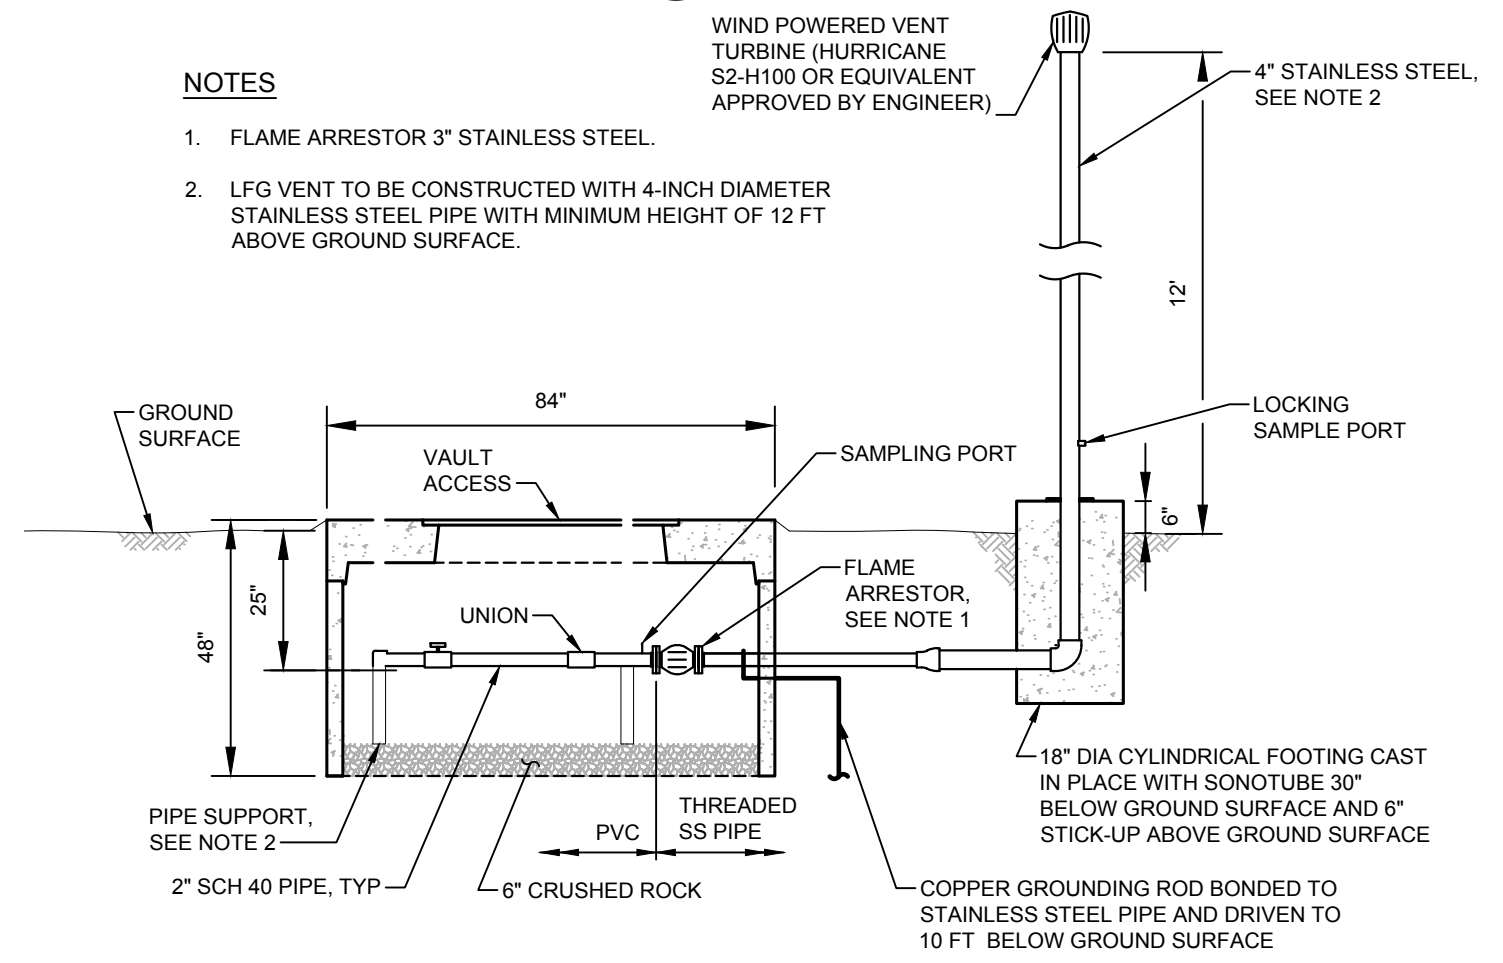 WIND POWERED VENT
TURBINE (HURRICANE
S2-H100 OR EQUIVALENT
APPROVED BY ENGINEER)
NOTES
1. FLAME ARRESTOR 3" STAINLESS STEEL.
2. LFG VENT TO BE CONSTRUCTED WITH 4-INCH DIAMETER
STAINLESS STEEL PIPE WITH MINIMUM HEIGHT OF 12 FT
ABOVE GROUND SURFACE.
4" STAINLESS STEEL,
SEE NOTE 2
12'
LOCKING
SAMPLE PORT
6"
GROUND
SURFACE
84"
VAULT
ACCESS
SAMPLING PORT
FLAME
ARRESTOR,
SEE NOTE 1
UNION
25"
48"
PIPE SUPPORT,
SEE NOTE 2
2" SCH 40 PIPE, TYP
6" CRUSHED ROCK
PVC
THREADED
SS PIPE
18" DIA CYLINDRICAL FOOTING CAST
IN PLACE WITH SONOTUBE 30"
BELOW GROUND SURFACE AND 6"
STICK-UP ABOVE GROUND SURFACE
COPPER GROUNDING ROD BONDED TO
STAINLESS STEEL PIPE AND DRIVEN TO
10 FT BELOW GROUND SURFACE